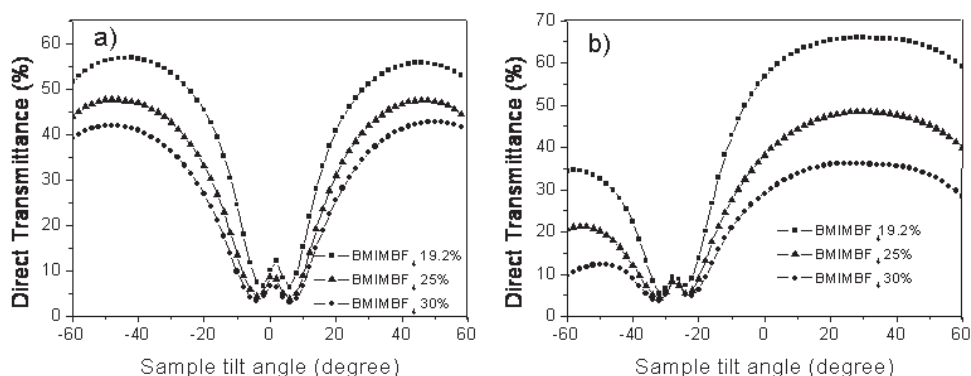 a)
Direct Transmittance (%)
60
50
40
30
20
10
0
-60
-40
-20
0
20
40
60
Sample tilt angle (degree)
BMIMBF₄ 19.2%
BMIMBF₄ 25%
BMIMBF₄ 30%
b)
Direct Transmittance (%)
70
60
50
40
30
20
10
0
-60
-40
-20
0
20
40
60
Sample tilt angle (degree)
BMIMBF₄ 19.2%
BMIMBF₄ 25%
BMIMBF₄ 30%